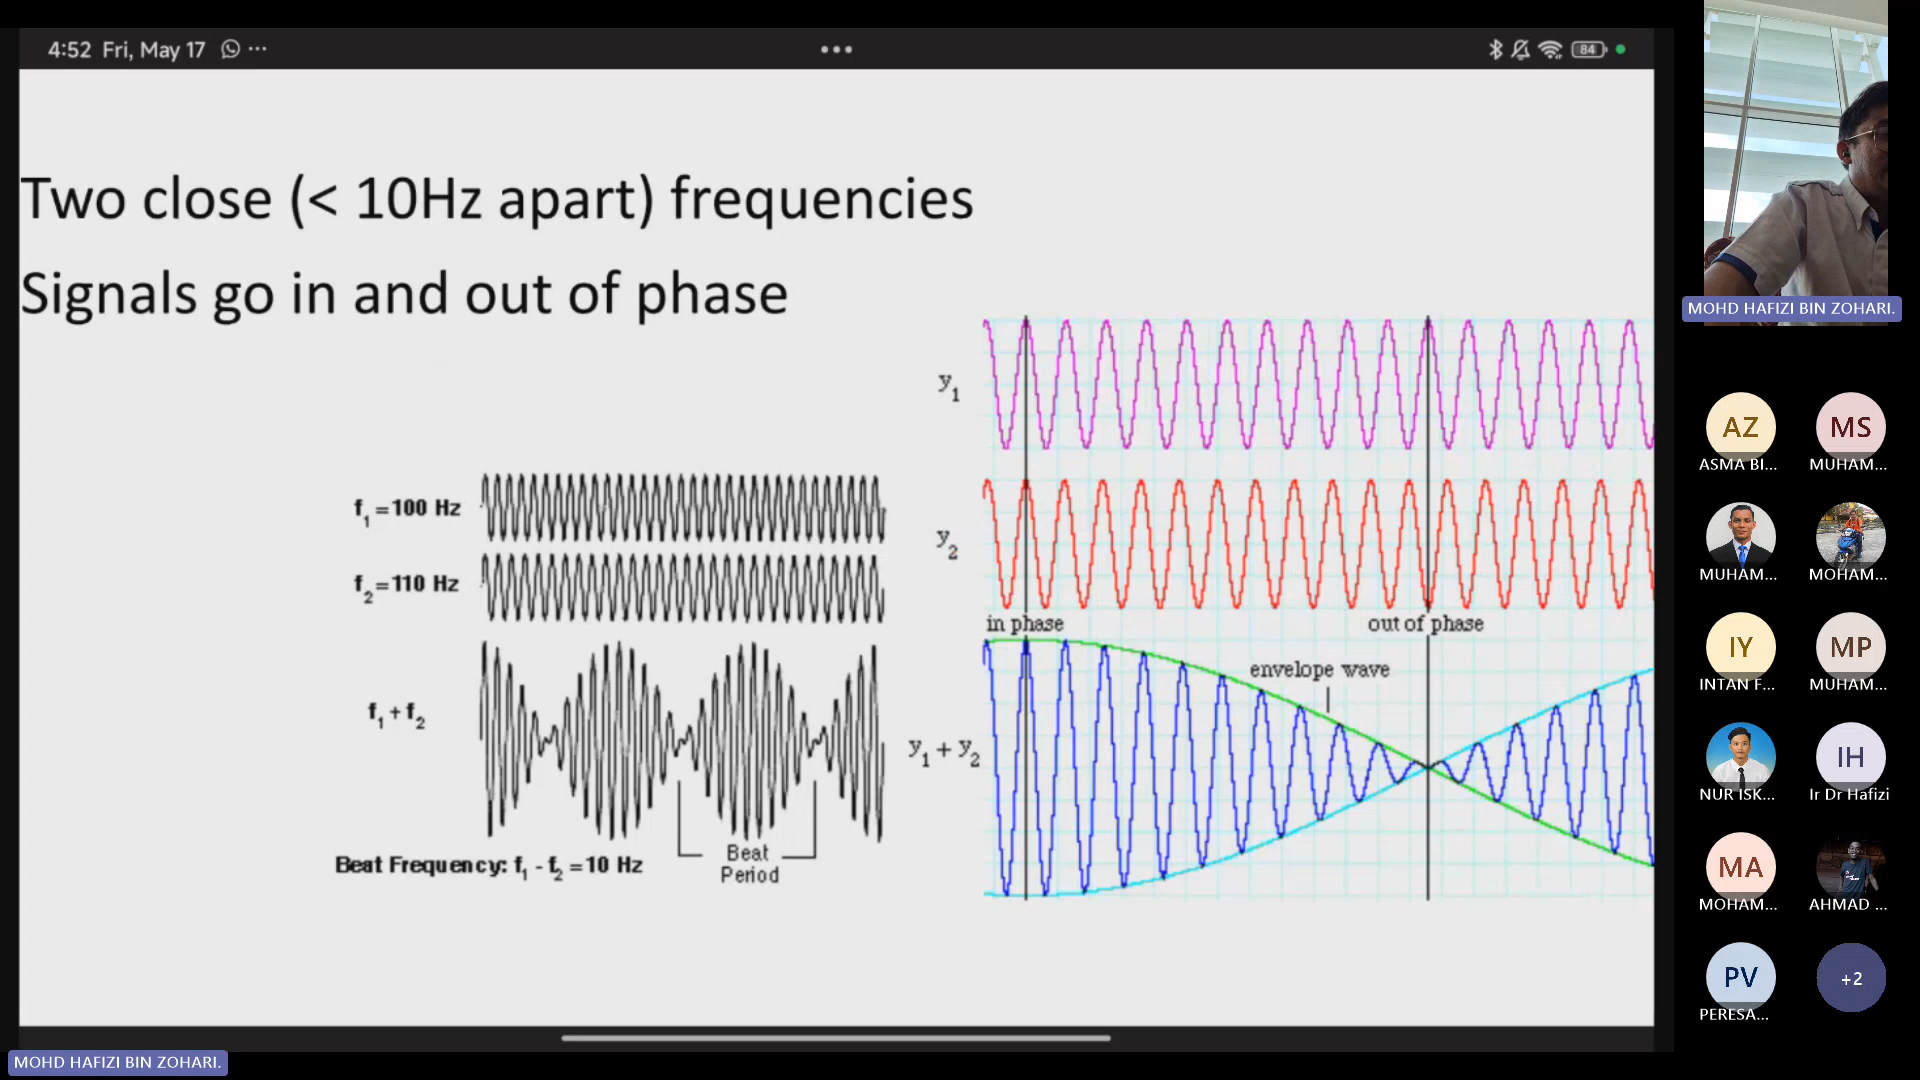 4:52 Fri, May 17
84
Two close (< 10Hz apart) frequencies
Signals go in and out of phase
f1 = 100 Hz
f2 = 110 Hz
f1 + f2
Beat Period
Beat Frequency: f1 - f2 = 10 Hz
y1
y2
in phase
out of phase
envelope wave
y1 + y2
MOHD HAFIZI BIN ZOHARI.
AZ
ASMA BI...
MS
MUHAM...
MUHAM...
MOHAM...
IY
INTAN F...
MP
MUHAM...
NUR ISK...
IH
Ir Dr Hafizi
MA
MOHAM...
AHMAD ...
PV
PERESA...
+2
MOHD HAFIZI BIN ZOHARI.